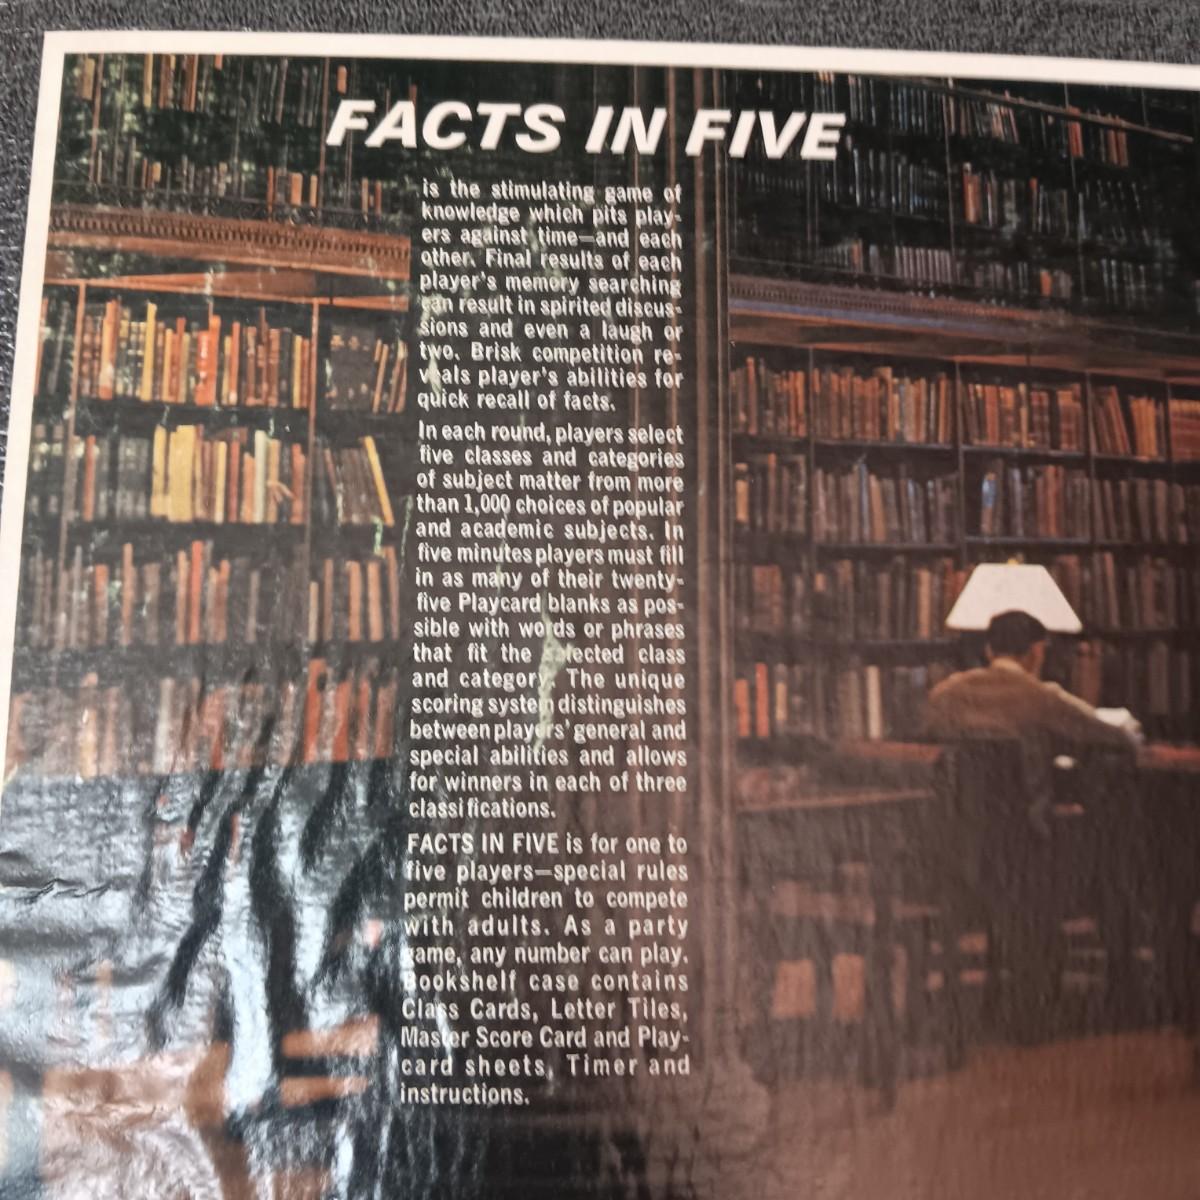 FACTS IN FIVE
is the stimulating game of
knowledge which pits play-
ers against time—and each
other. Final results of each
player's memory searching
can result in spirited discus-
sions and even a laugh or
two. Brisk competition re-
veals player's abilities for
quick recall of facts.
In each round, players select
five classes and categories
of subject matter from more
than 1,000 choices of popular
and academic subjects. In
five minutes players must fill
in as many of their twenty-
five Playcard blanks as pos-
sible with words or phrases
that fit the selected class
and category. The unique
scoring system distinguishes
between players' general and
special abilities and allows
for winners in each of three
classifications.
FACTS IN FIVE is for one to
five players—special rules
permit children to compete
with adults. As a party
game, any number can play.
Bookshelf case contains
Class Cards, Letter Tiles,
Master Score Card and Play-
card sheets, Timer and
instructions.